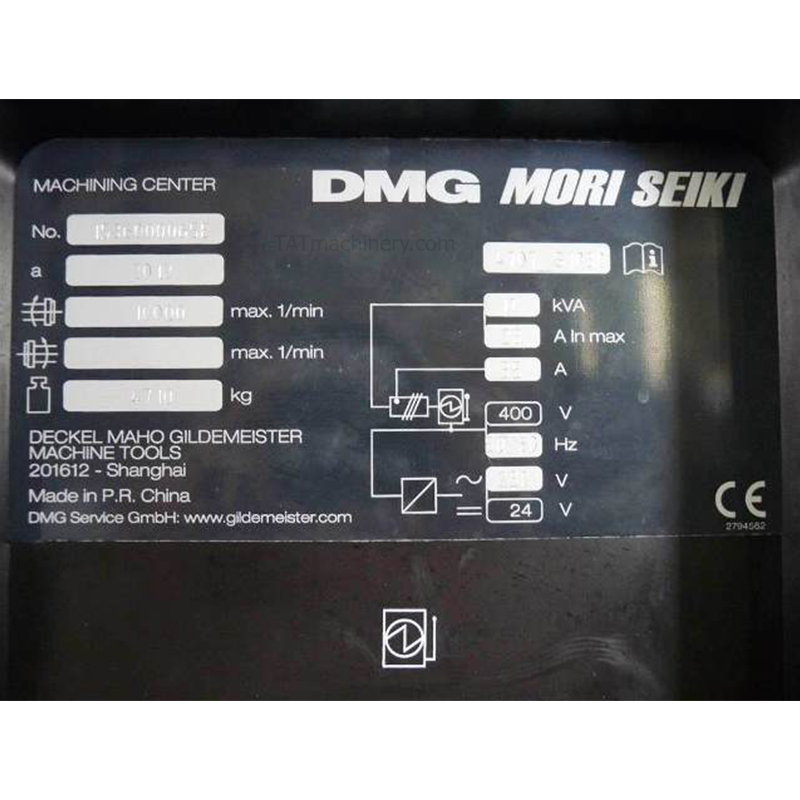 MACHINING CENTER
DMG MORI SEIKI
No.
TATmachinery.com
a
max. 1/min
kVA
A In max
max. 1/min
A
4710 kg
400 V
Hz
V
24 V
DECKEL MAHO GILDEMEISTER
MACHINE TOOLS
201612 - Shanghai
Made in P.R. China
DMG Service GmbH: www.gildemeister.com
CE
2794562